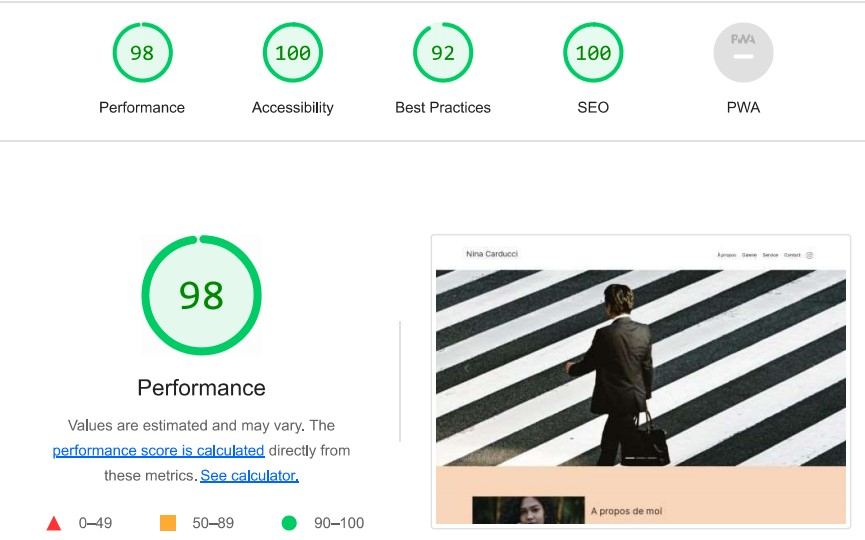 98
100
92
100
PWA
Performance
Accessibility
Best Practices
SEO
PWA
98
Performance
Values are estimated and may vary. The
performance score is calculated directly from
these metrics. See calculator.
0–49
50–89
90–100
Nina Carducci
À propos
Galerie
Service
Contact
A propos de moi